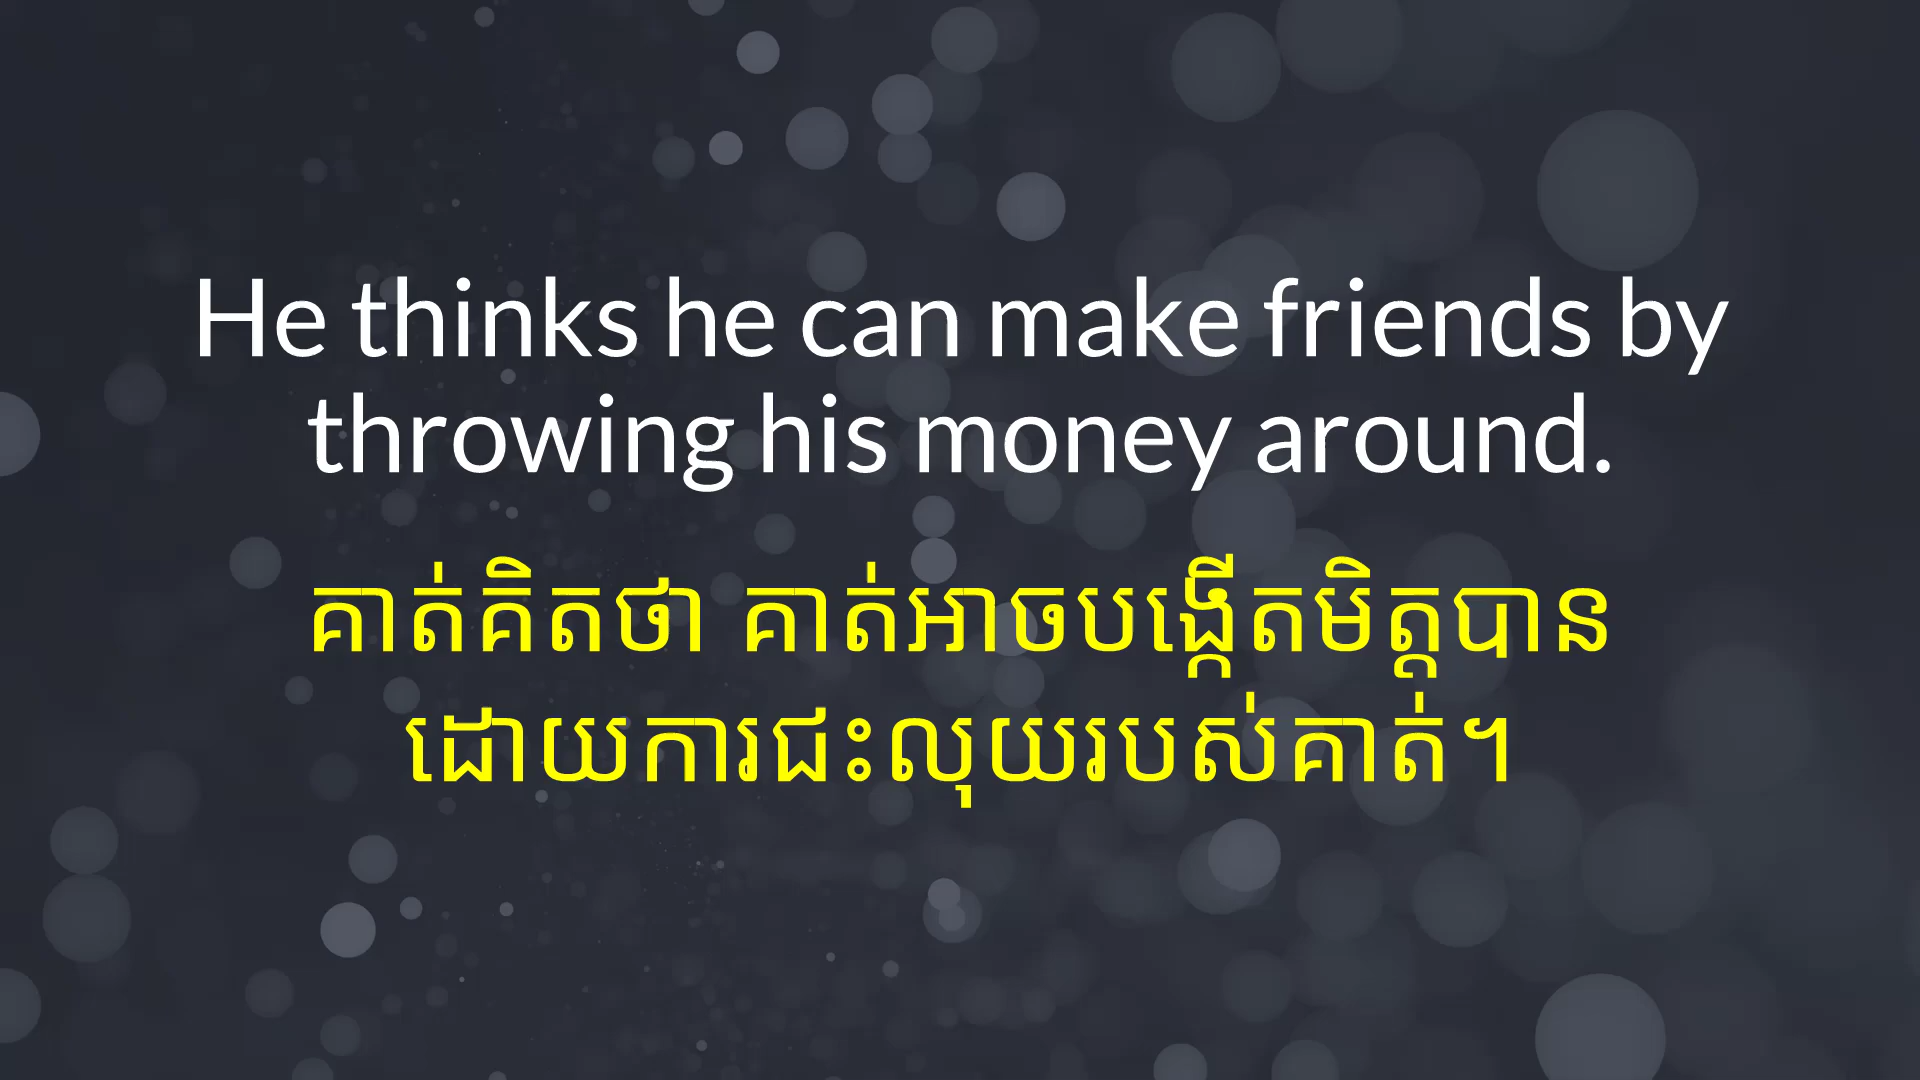 He thinks he can make friends by
throwing his money around.
គាត់គិតថា គាត់អាចបង្កើតមិត្តបាន
ដោយការជះលុយរបស់គាត់។